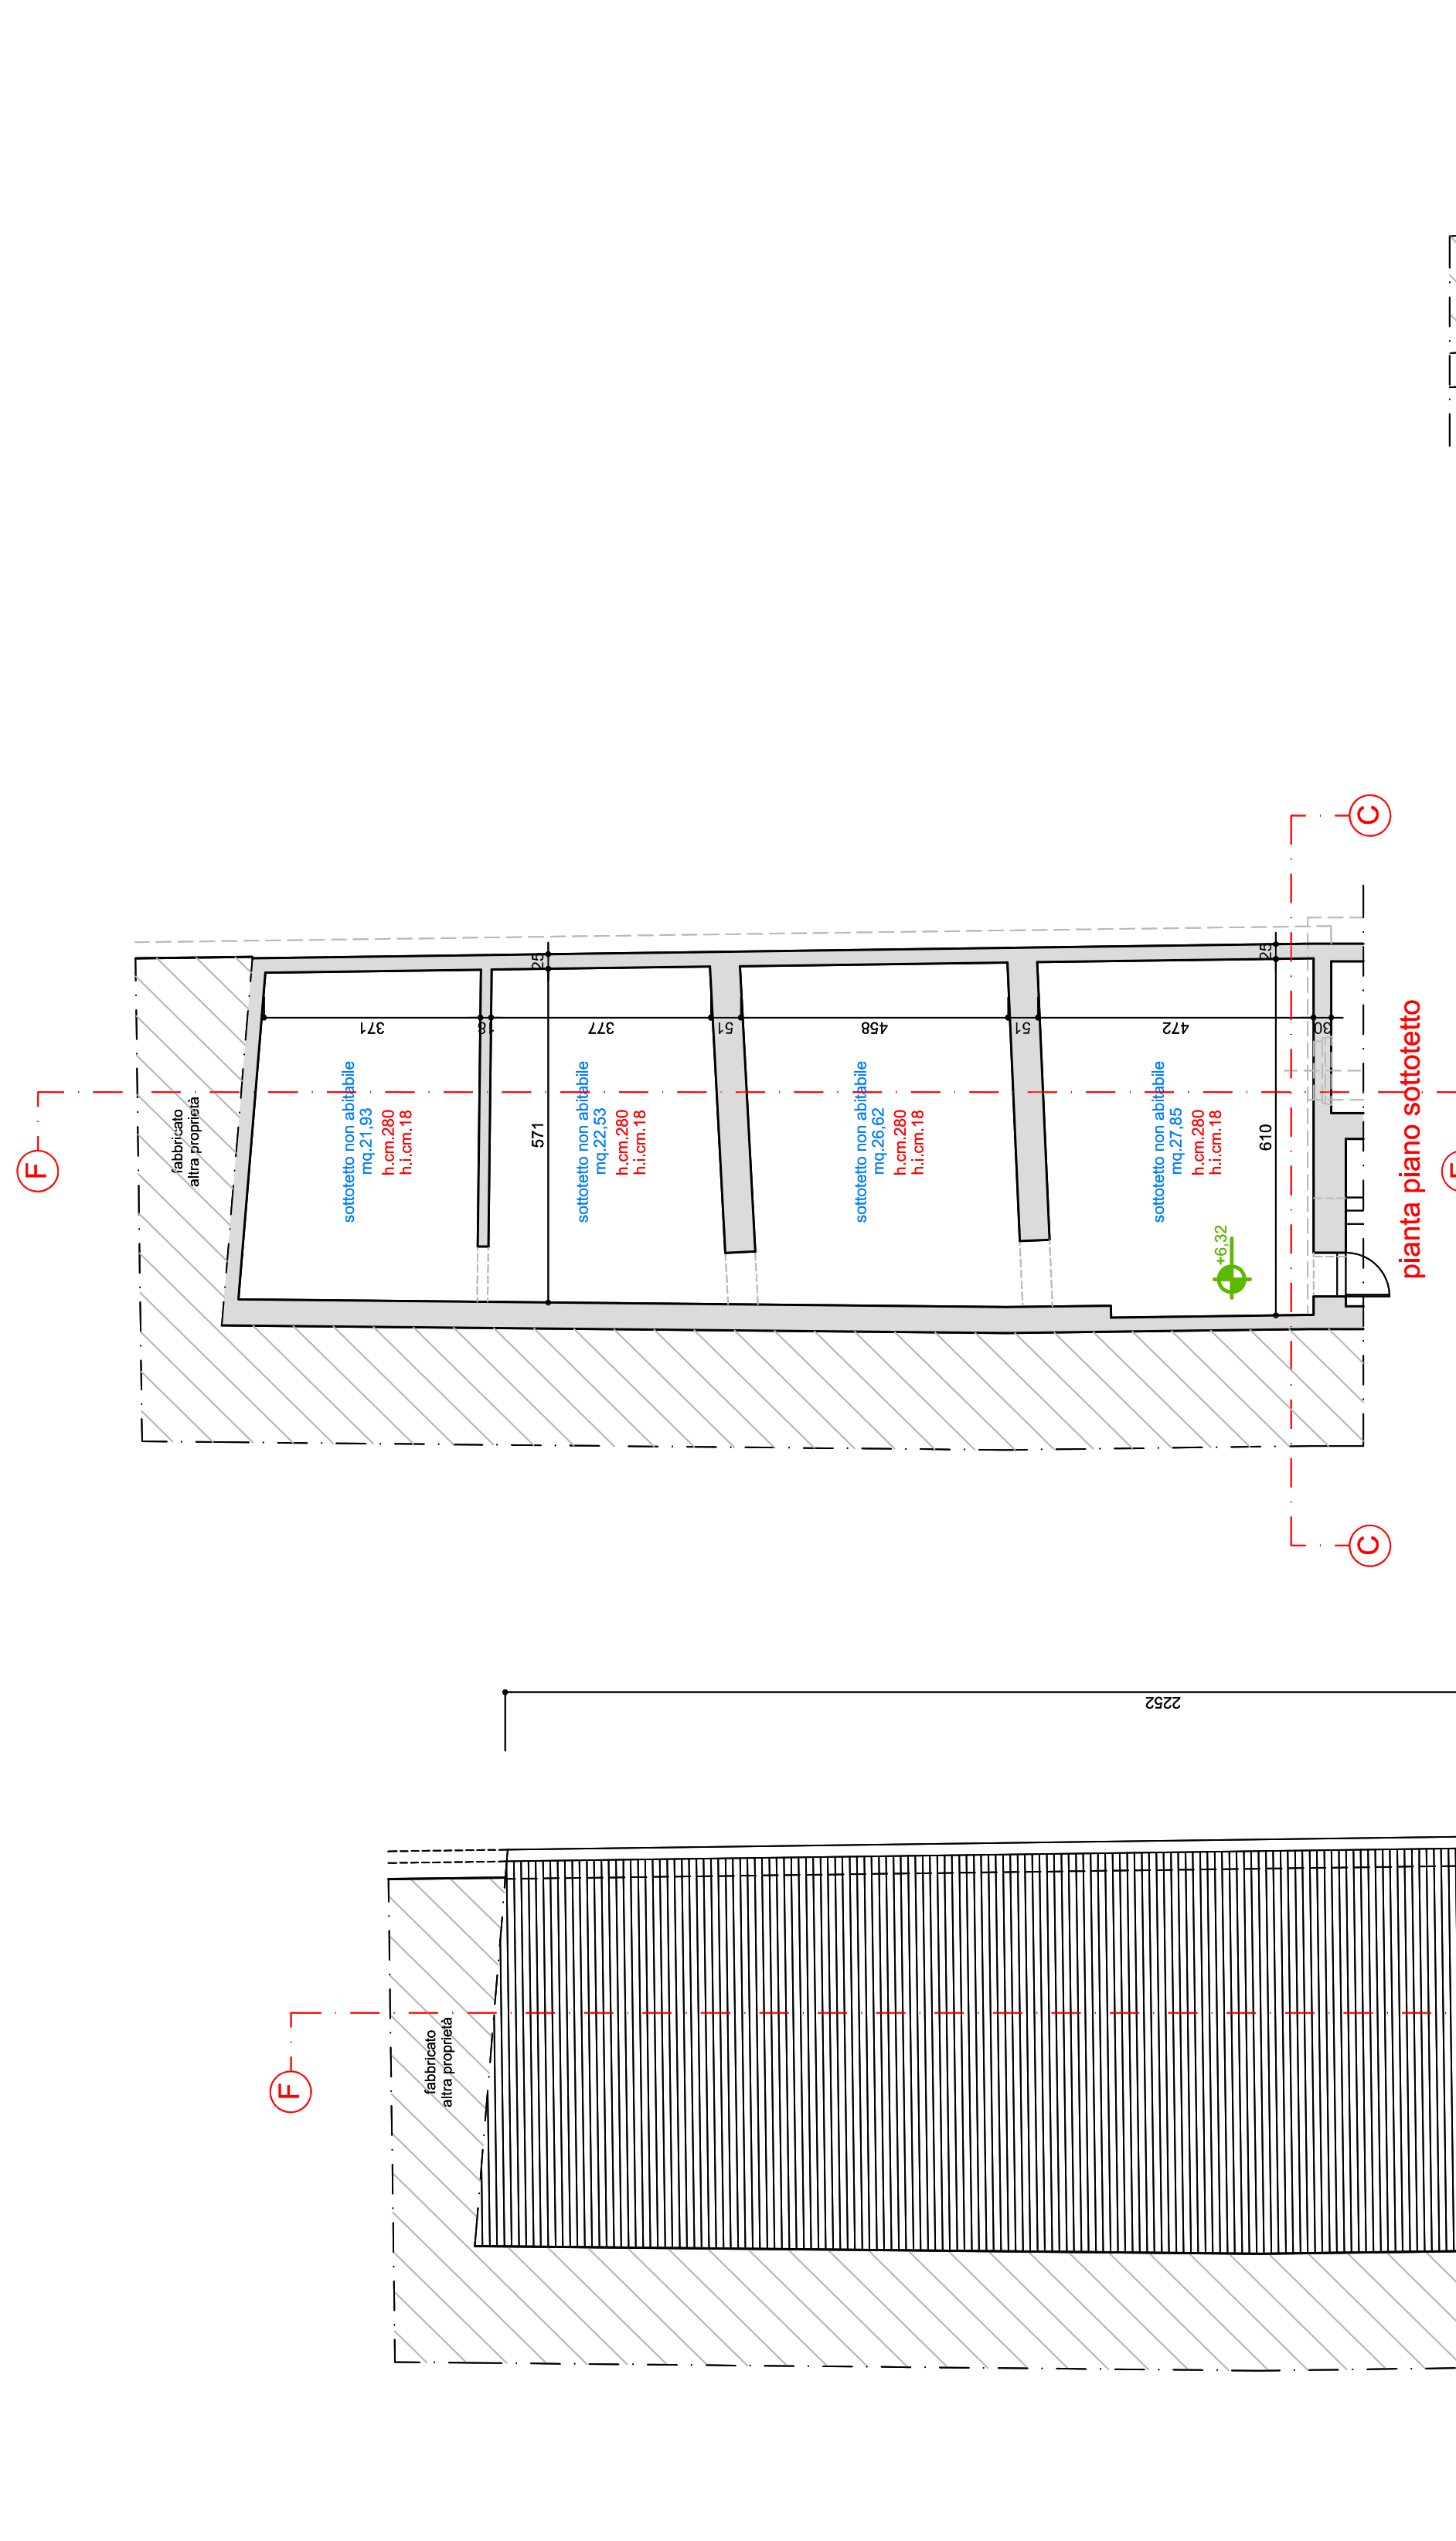 F
fabbricato
altra proprietà
sottotetto non abitabile
mq.21,93
h.cm.280
h.i.cm.18
sottotetto non abitabile
mq.22,53
h.cm.280
h.i.cm.18
sottotetto non abitabile
mq.26,62
h.cm.280
h.i.cm.18
sottotetto non abitabile
mq.27,85
h.cm.280
h.i.cm.18
371
18
377
51
458
51
472
30
25
571
25
610
+6,32
C
C
pianta piano sottotetto
2252
F
fabbricato
altra proprietà